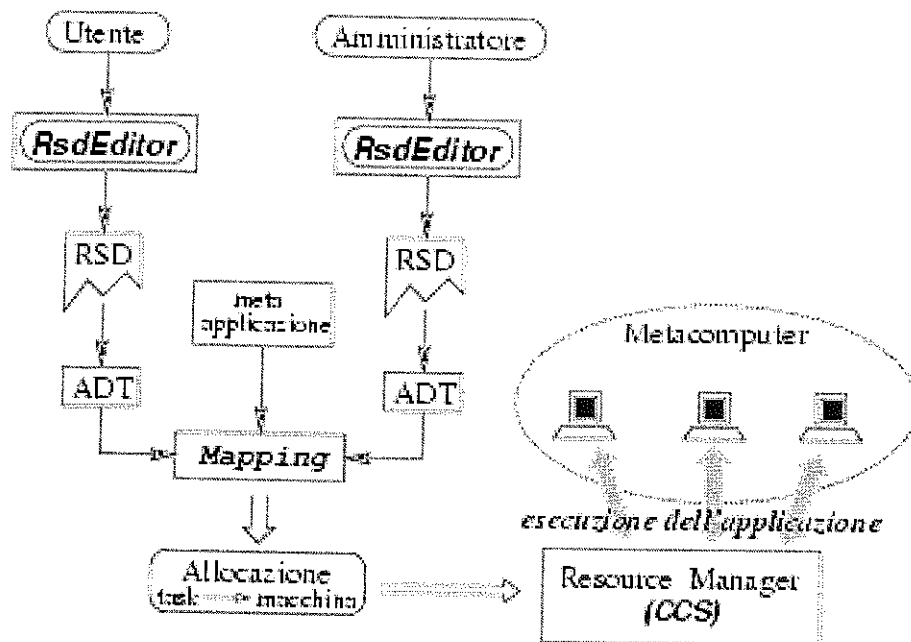 Utente
Amministratore
RsdEditor
RsdEditor
RSD
RSD
meta
applicazione
Metacomputer
ADT
ADT
Mapping
esecuzione dell'applicazione
Allocazione
task macchina
Resource Manager
(CCS)